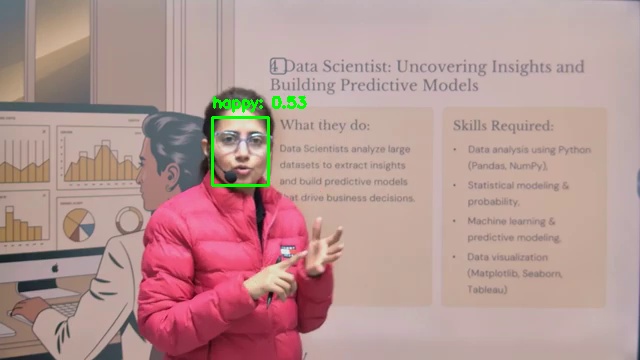 4 Data Scientist: Uncovering Insights and
Building Predictive Models
happy: 0.53
What they do:
Data Scientists analyze large
datasets to extract insights
and build predictive models
that drive business decisions.
Skills Required:
• Data analysis using Python
(Pandas, NumPy),
• Statistical modeling &
probability,
• Machine learning &
predictive modeling,
• Data visualization
(Matplotlib, Seaborn,
Tableau)